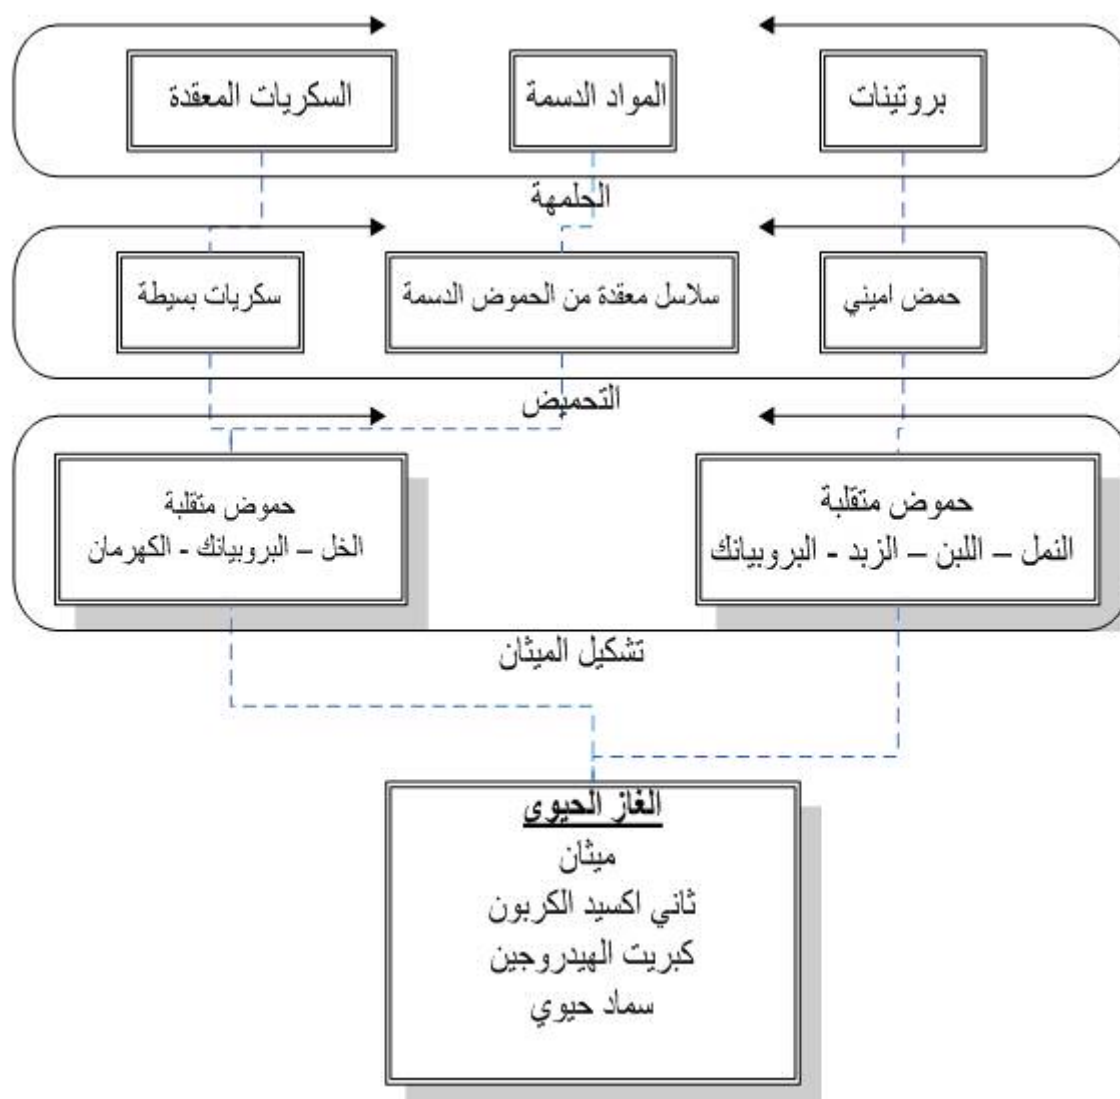 بروتينات
المواد الدسمة
السكريات المعقدة
الحلمهة
حمض اميني
سلاسل معقدة من الحموض الدسمة
سكريات بسيطة
التحميض
حموض متقلبة
النمل – اللبن – الزبد - البروبيانك
حموض متقلبة
الخل – البروبيانك - الكهرمان
تشكيل الميثان
الغاز الحيوي
ميثان
ثاني اكسيد الكربون
كبريت الهيدروجين
سماد حيوي